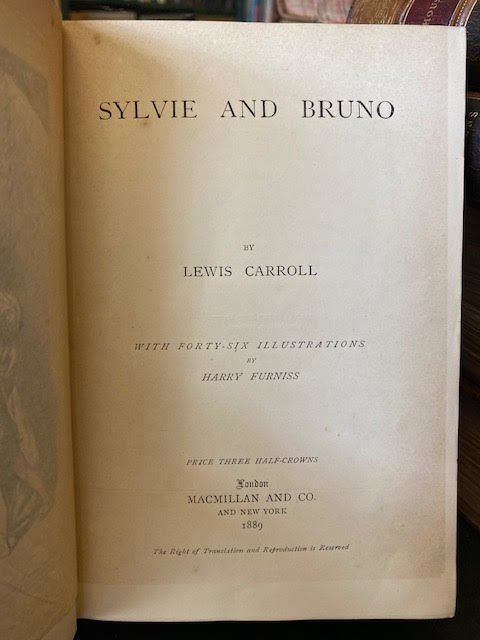 SYLVIE AND BRUNO
BY
LEWIS CARROLL
WITH FORTY-SIX ILLUSTRATIONS
BY
HARRY FURNISS
PRICE THREE HALF-CROWNS
London
MACMILLAN AND CO.
AND NEW YORK
1889
The Right of Translation and Reproduction is Reserved